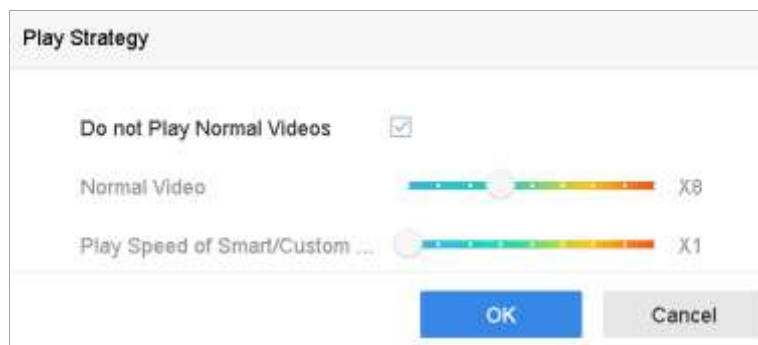 Play Strategy
Do not Play Normal Videos
Normal Video X8
Play Speed of Smart/Custom ... X1
OK Cancel